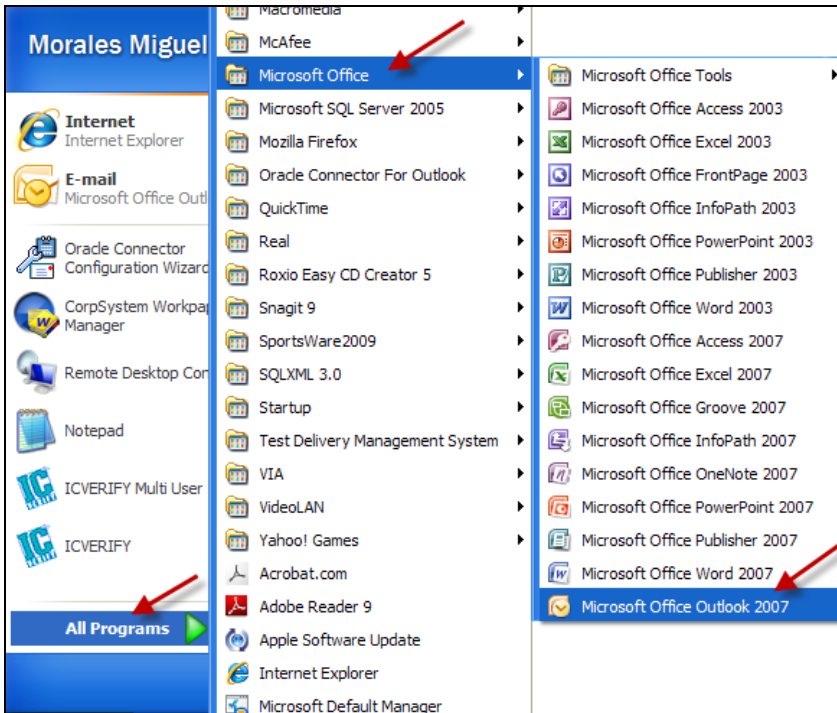 Morales Miguel
Internet
Internet Explorer
E-mail
Microsoft Office Outl
Oracle Connector
Configuration Wizard
CorpSystem Workpap
Manager
Remote Desktop Con
Notepad
ICVERIFY Multi User
ICVERIFY
All Programs
Macromedia
McAfee
Microsoft Office
Microsoft SQL Server 2005
Mozilla Firefox
Oracle Connector For Outlook
QuickTime
Real
Roxio Easy CD Creator 5
Snagit 9
SportsWare2009
SQLXML 3.0
Startup
Test Delivery Management System
VIA
VideoLAN
Yahoo! Games
Acrobat.com
Adobe Reader 9
Apple Software Update
Internet Explorer
Microsoft Default Manager
Microsoft Office Tools
Microsoft Office Access 2003
Microsoft Office Excel 2003
Microsoft Office FrontPage 2003
Microsoft Office InfoPath 2003
Microsoft Office PowerPoint 2003
Microsoft Office Publisher 2003
Microsoft Office Word 2003
Microsoft Office Access 2007
Microsoft Office Excel 2007
Microsoft Office Groove 2007
Microsoft Office InfoPath 2007
Microsoft Office OneNote 2007
Microsoft Office PowerPoint 2007
Microsoft Office Publisher 2007
Microsoft Office Word 2007
Microsoft Office Outlook 2007